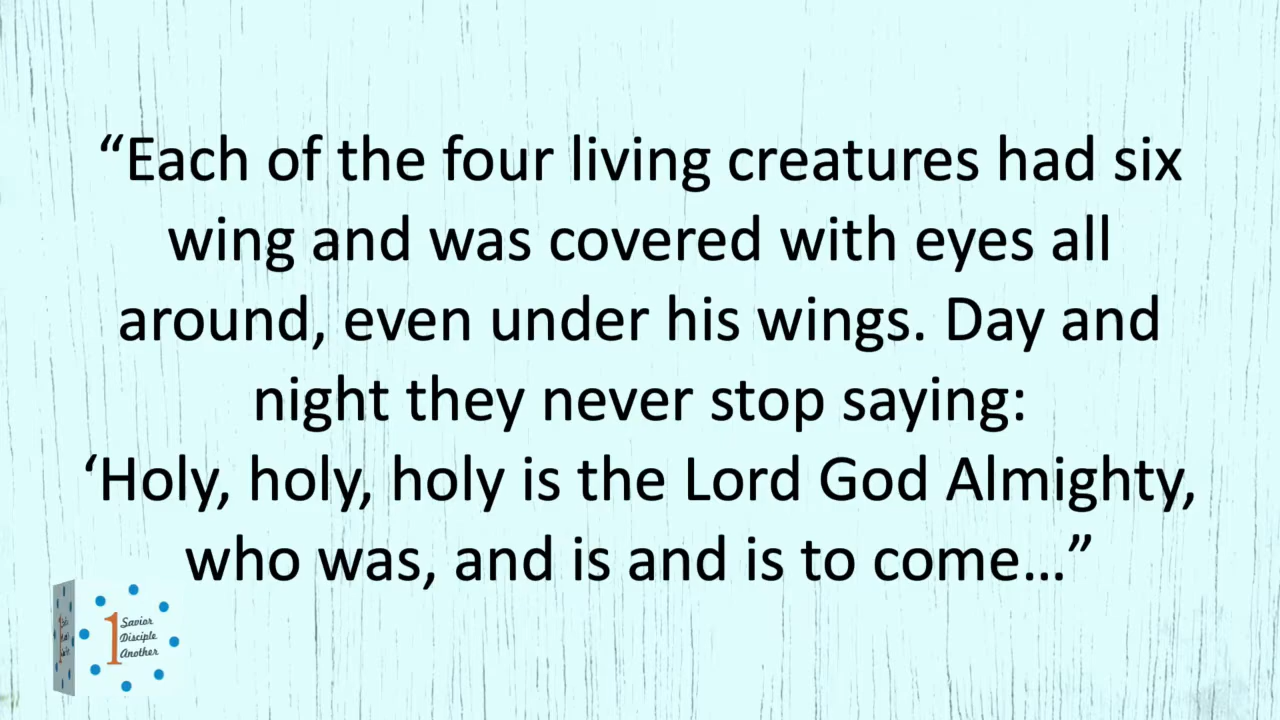 “Each of the four living creatures had six
wing and was covered with eyes all
around, even under his wings. Day and
night they never stop saying:
‘Holy, holy, holy is the Lord God Almighty,
who was, and is and is to come…”
1 Savior
Disciple
Another